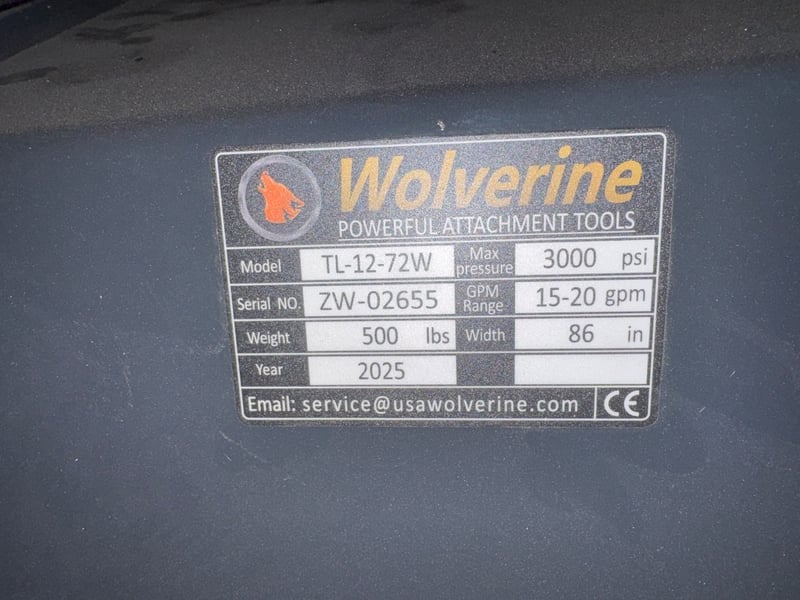 Wolverine
POWERFUL ATTACHMENT TOOLS
Model TL-12-72W Max pressure 3000 psi
Serial NO. ZW-02655 GPM Range 15-20 gpm
Weight 500 lbs Width 86 in
Year 2025
Email: service@usawolverine.com CE